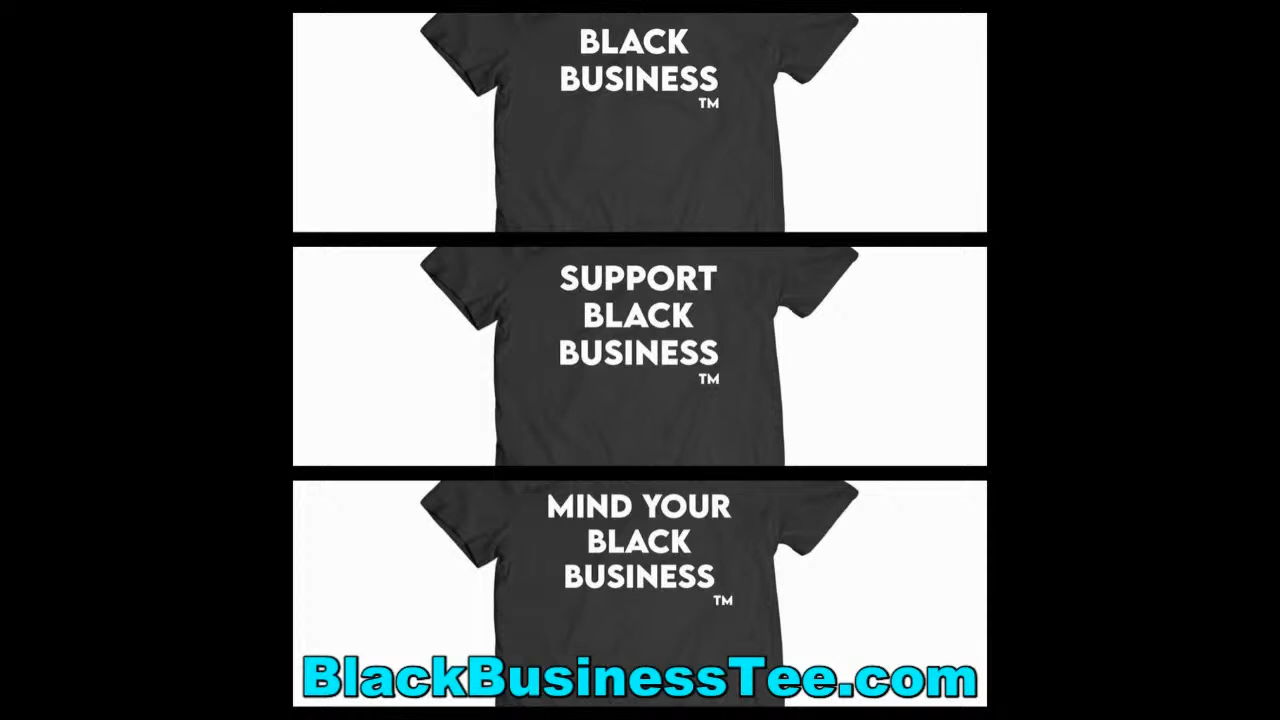 BLACK
BUSINESS
TM
SUPPORT
BLACK
BUSINESS
TM
MIND YOUR
BLACK
BUSINESS
TM
BlackBusinessTee.com